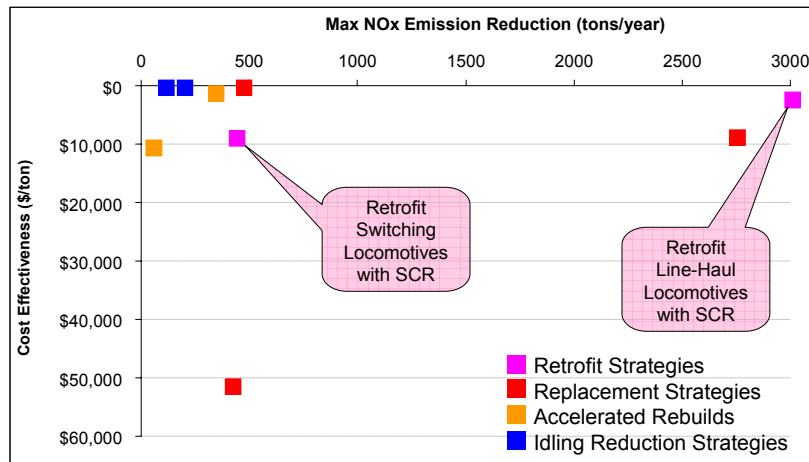 Max NOx Emission Reduction (tons/year)
0 500 1000 1500 2000 2500 3000
Cost Effectiveness ($/ton)
$0
$10,000
$20,000
$30,000
$40,000
$50,000
$60,000
Retrofit
Switching
Locomotives
with SCR
Retrofit
Line-Haul
Locomotives
with SCR
Retrofit Strategies
Replacement Strategies
Accelerated Rebuilds
Idling Reduction Strategies